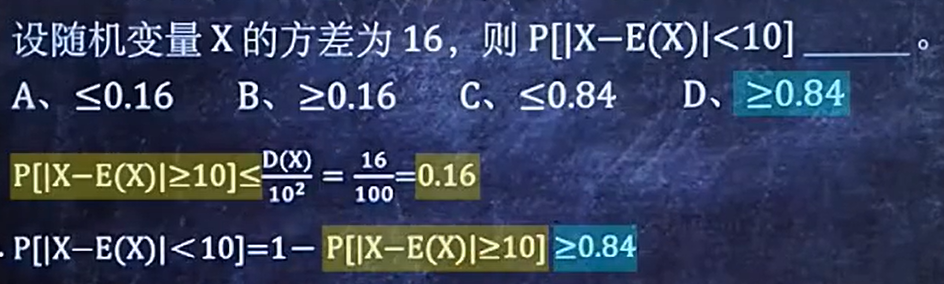 设随机变量 X 的方差为 16，则 P[|X−E(X)|<10]______。
A、≤0.16 B、≥0.16 C、≤0.84 D、≥0.84
P[|X−E(X)|≥10]≤D(X)/10² = 16/100=0.16
P[|X−E(X)|<10]=1− P[|X−E(X)|≥10] ≥0.84